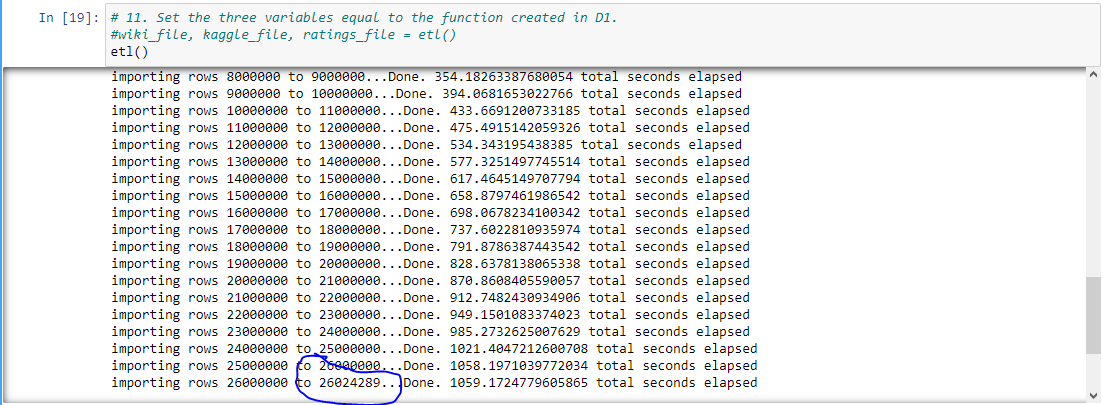 In [19]: # 11. Set the three variables equal to the function created in D1.
#wiki_file, kaggle_file, ratings_file = etl()
etl()
importing rows 8000000 to 9000000...Done. 354.18263387680054 total seconds elapsed
importing rows 9000000 to 10000000...Done. 394.0681653022766 total seconds elapsed
importing rows 10000000 to 11000000...Done. 433.6691200733185 total seconds elapsed
importing rows 11000000 to 12000000...Done. 475.4915142059326 total seconds elapsed
importing rows 12000000 to 13000000...Done. 534.343195438385 total seconds elapsed
importing rows 13000000 to 14000000...Done. 577.3251497745514 total seconds elapsed
importing rows 14000000 to 15000000...Done. 617.4645149707794 total seconds elapsed
importing rows 15000000 to 16000000...Done. 658.8797461986542 total seconds elapsed
importing rows 16000000 to 17000000...Done. 698.0678234100342 total seconds elapsed
importing rows 17000000 to 18000000...Done. 737.6022810935974 total seconds elapsed
importing rows 18000000 to 19000000...Done. 791.8786387443542 total seconds elapsed
importing rows 19000000 to 20000000...Done. 828.6378138065338 total seconds elapsed
importing rows 20000000 to 21000000...Done. 870.8608405590057 total seconds elapsed
importing rows 21000000 to 22000000...Done. 912.7482430934906 total seconds elapsed
importing rows 22000000 to 23000000...Done. 949.1501083374023 total seconds elapsed
importing rows 23000000 to 24000000...Done. 985.2732625007629 total seconds elapsed
importing rows 24000000 to 25000000...Done. 1021.4047212600708 total seconds elapsed
importing rows 25000000 to 26000000...Done. 1058.1971039772034 total seconds elapsed
importing rows 26000000 to 26024289...Done. 1059.1724779605865 total seconds elapsed